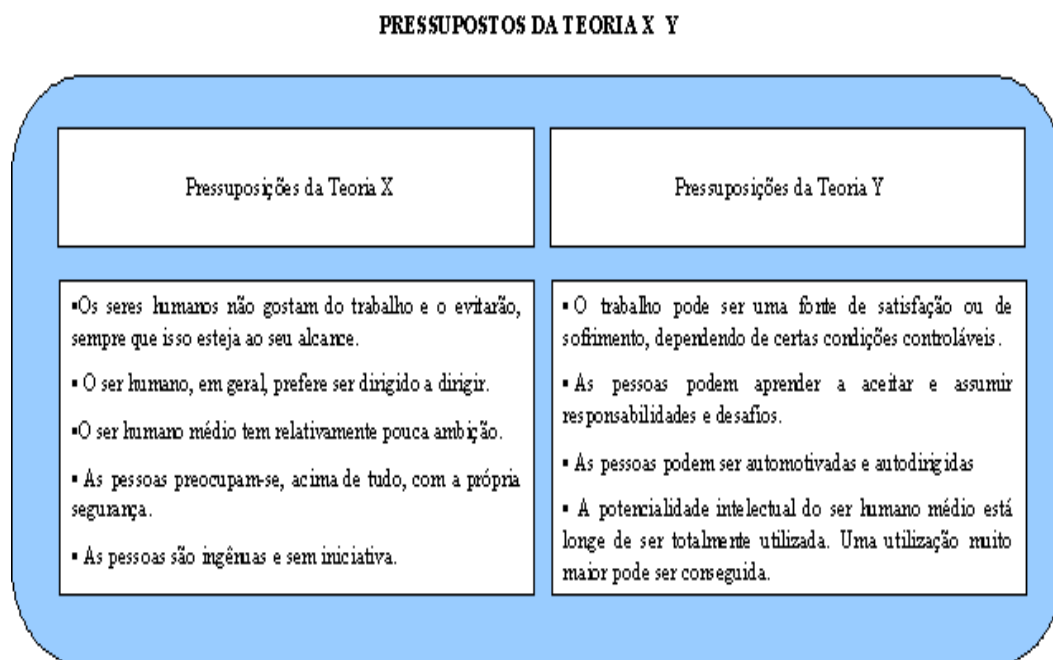 PRESSUPOSTOS DA TEORIA X Y
Pressuposições da Teoria X
Pressuposições da Teoria Y
▪Os seres humanos não gostam do trabalho e o evitarão,
sempre que isso esteja ao seu alcance.
▪ O ser humano, em geral, prefere ser dirigido a dirigir.
▪O ser humano médio tem relativamente pouca ambição.
▪ As pessoas preocupam-se, acima de tudo, com a própria
segurança.
▪ As pessoas são ingênuas e sem iniciativa.
▪ O trabalho pode ser uma fonte de satisfação ou de
sofrimento, dependendo de certas condições controláveis.
▪ As pessoas podem aprender a aceitar e assumir
responsabilidades e desafios.
▪ As pessoas podem ser automotivadas e autodirigidas
▪ A potencialidade intelectual do ser humano médio está
longe de ser totalmente utilizada. Uma utilização muito
maior pode ser conseguida.